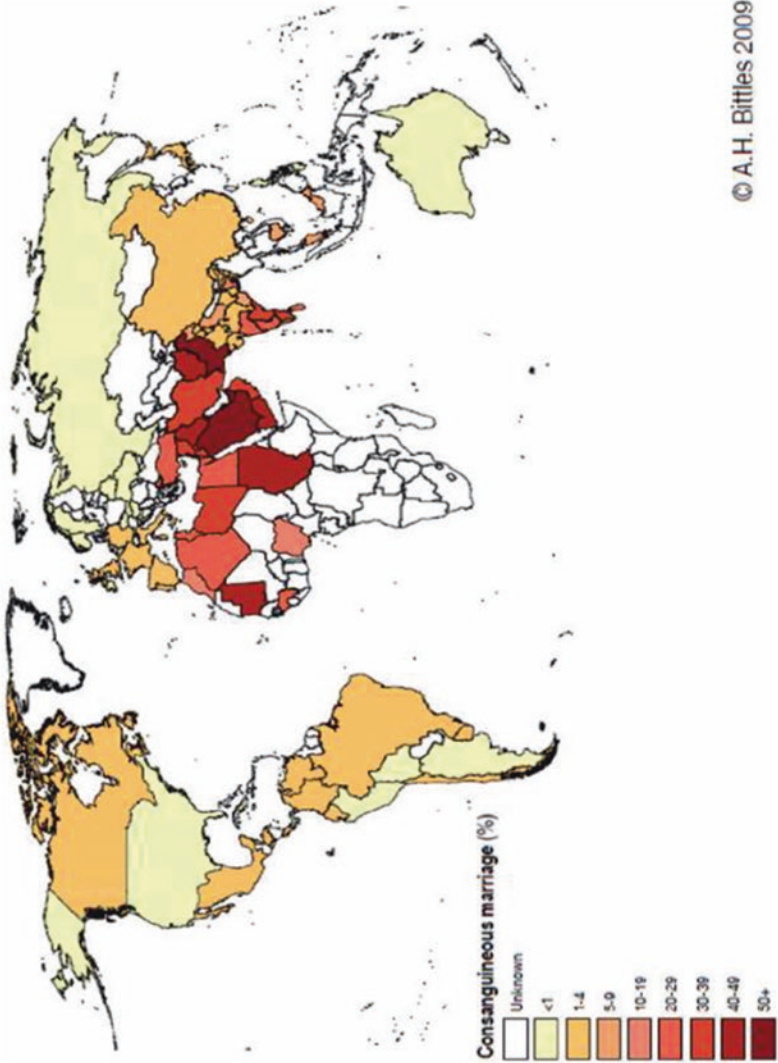 Consanguineous marriage (%)
Unknown
<1
1-4
5-9
10-19
20-29
30-39
40-49
50+
© A.H. Bittles 2009